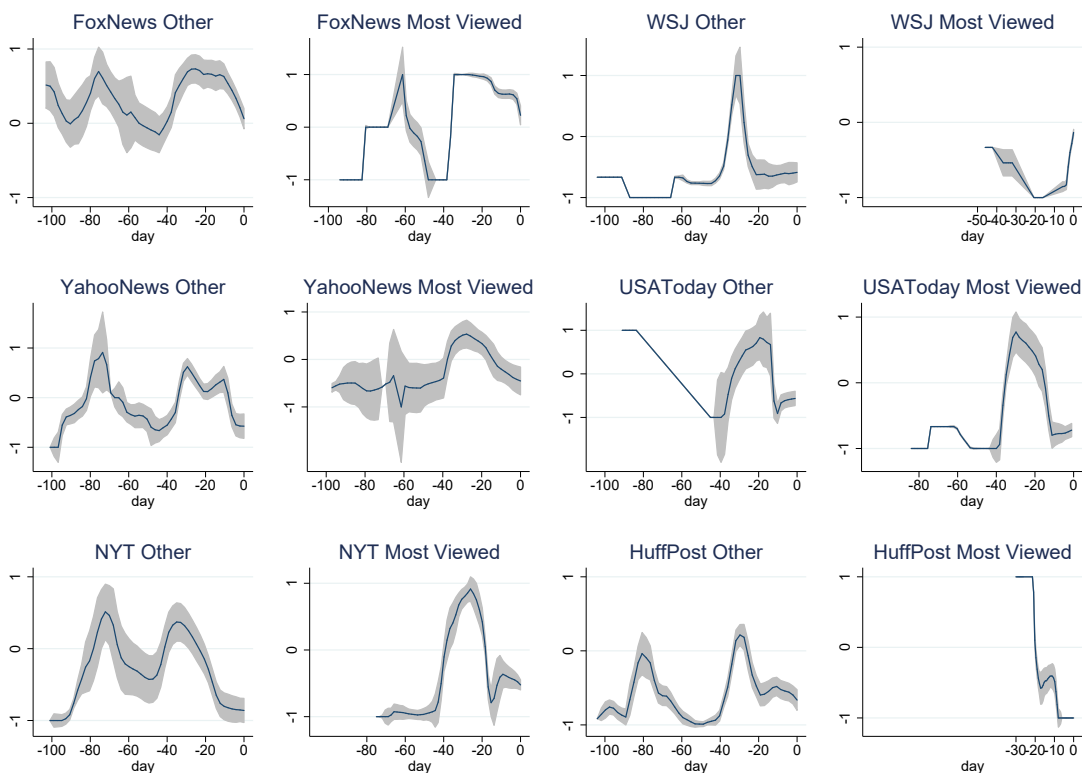 FoxNews Other
1
0
-1
-100 -80 -60 -40 -20 0
day
FoxNews Most Viewed
1
0
-1
-100 -80 -60 -40 -20 0
day
WSJ Other
1
0
-1
-100 -80 -60 -40 -20 0
day
WSJ Most Viewed
1
0
-1
-50 -40 -30 -20 -10 0
day
YahooNews Other
1
0
-1
-100 -80 -60 -40 -20 0
day
YahooNews Most Viewed
1
0
-1
-100 -80 -60 -40 -20 0
day
USAToday Other
1
0
-1
-100 -80 -60 -40 -20 0
day
USAToday Most Viewed
1
0
-1
-80 -60 -40 -20 0
day
NYT Other
1
0
-1
-100 -80 -60 -40 -20 0
day
NYT Most Viewed
1
0
-1
-80 -60 -40 -20 0
day
HuffPost Other
1
0
-1
-100 -80 -60 -40 -20 0
day
HuffPost Most Viewed
1
0
-1
-30 -20 -10 0
day